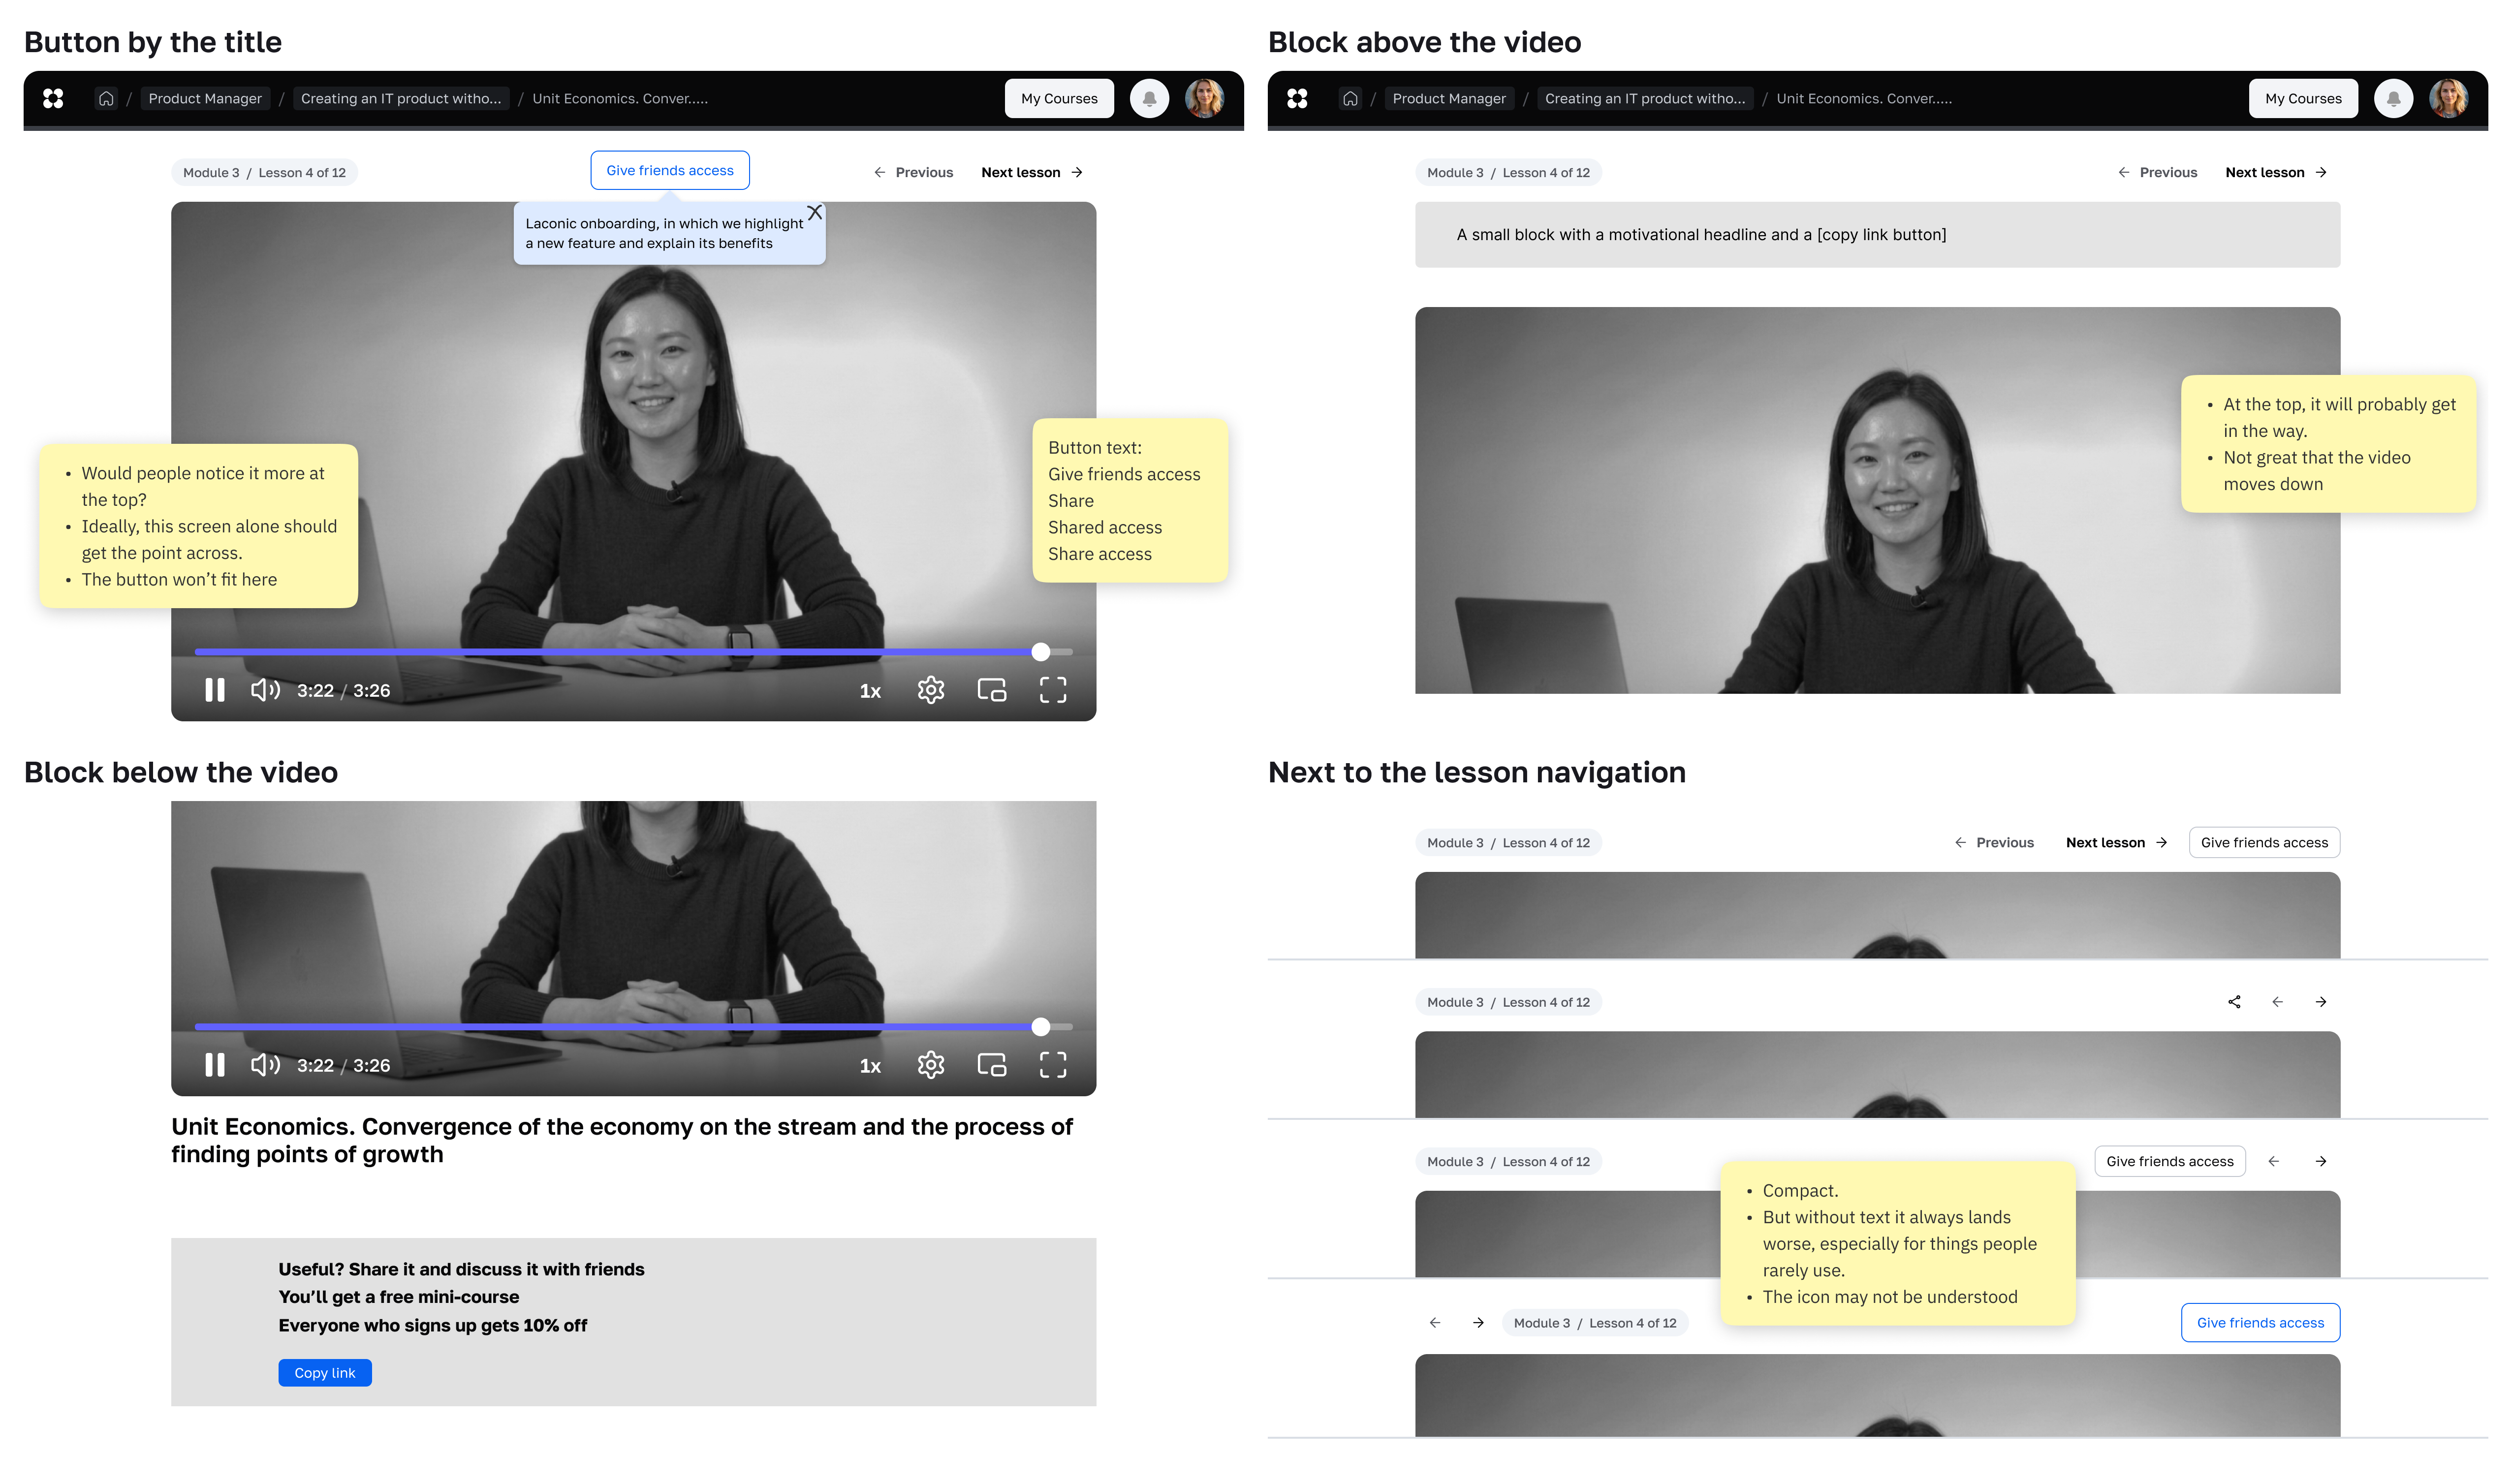 Button by the title
/ Product Manager / Creating an IT product witho... / Unit Economics. Conver.....
My Courses
Module 3 / Lesson 4 of 12
Give friends access
← Previous
Next lesson →
Laconic onboarding, in which we highlight
a new feature and explain its benefits
• Would people notice it more at
the top?
• Ideally, this screen alone should
get the point across.
• The button won’t fit here
Button text:
Give friends access
Share
Shared access
Share access
3:22 / 3:26
1x
Block above the video
/ Product Manager / Creating an IT product witho... / Unit Economics. Conver.....
My Courses
Module 3 / Lesson 4 of 12
← Previous
Next lesson →
A small block with a motivational headline and a [copy link button]
• At the top, it will probably get
in the way.
• Not great that the video
moves down
Block below the video
3:22 / 3:26
1x
Unit Economics. Convergence of the economy on the stream and the process of
finding points of growth
Useful? Share it and discuss it with friends
You’ll get a free mini-course
Everyone who signs up gets 10% off
Copy link
Next to the lesson navigation
Module 3 / Lesson 4 of 12
← Previous
Next lesson →
Give friends access
Module 3 / Lesson 4 of 12
Module 3 / Lesson 4 of 12
Give friends access
• Compact.
• But without text it always lands
worse, especially for things people
rarely use.
• The icon may not be understood
Module 3 / Lesson 4 of 12
Give friends access